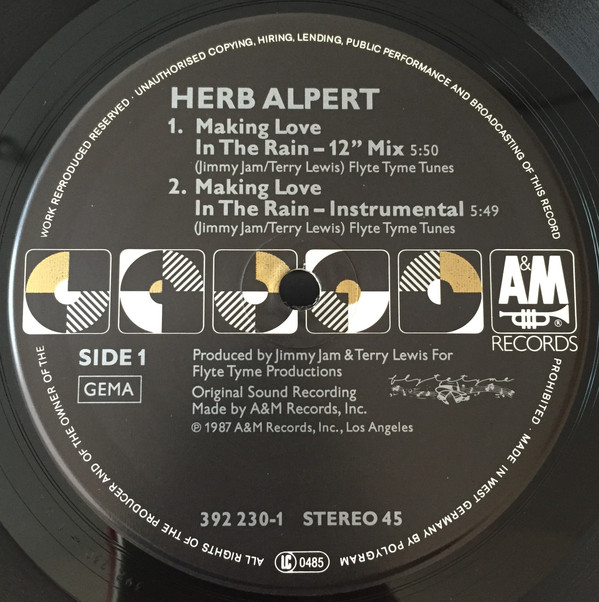 WORK REPRODUCED RESERVED · UNAUTHORISED COPYING, HIRING, LENDING, PUBLIC PERFORMANCE AND BROADCASTING OF THIS RECORD
HERB ALPERT
1. Making Love
In The Rain – 12” Mix 5:50
(Jimmy Jam/Terry Lewis) Flyte Tyme Tunes
2. Making Love
In The Rain – Instrumental 5:49
(Jimmy Jam/Terry Lewis) Flyte Tyme Tunes
A&M
®
RECORDS
SIDE 1
GEMA
Produced by Jimmy Jam & Terry Lewis For
Flyte Tyme Productions
Original Sound Recording
Made by A&M Records, Inc.
℗ 1987 A&M Records, Inc., Los Angeles
flytetyme
392 230-1 STEREO 45
LC 0485
PROHIBITED · MADE IN WEST GERMANY BY POLYGRAM
ALL RIGHTS OF THE PRODUCER AND OF THE OWNER OF THE